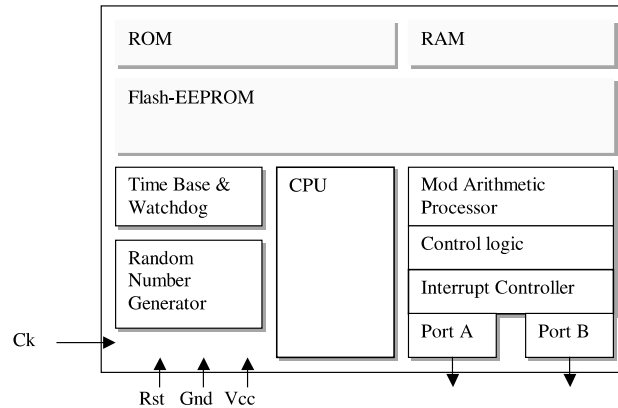 ROM
RAM
Flash-EEPROM
Time Base &
Watchdog
CPU
Mod Arithmetic
Processor
Control logic
Random
Number
Generator
Interrupt Controller
Port A
Port B
Ck
Rst Gnd Vcc